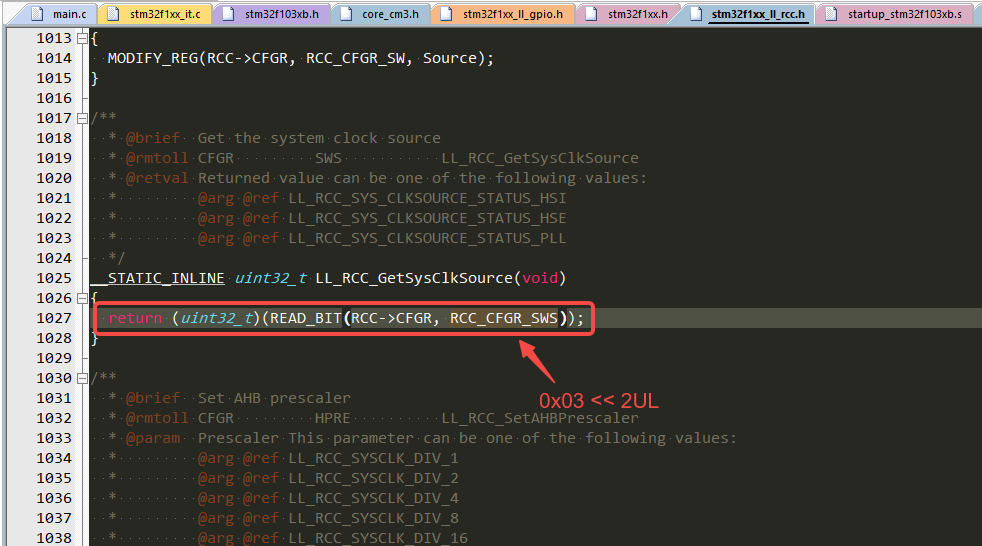 main.c stm32f1xx_it.c stm32f103xb.h core_cm3.h stm32f1xx_ll_gpio.h stm32f1xx.h stm32f1xx_ll_rcc.h startup_stm32f103xb.s
1013 {
1014 MODIFY_REG(RCC->CFGR, RCC_CFGR_SW, Source);
1015 }
1016
1017 /**
1018 * @brief Get the system clock source
1019 * @rmtoll CFGR SWS LL_RCC_GetSysClkSource
1020 * @retval Returned value can be one of the following values:
1021 * @arg @ref LL_RCC_SYS_CLKSOURCE_STATUS_HSI
1022 * @arg @ref LL_RCC_SYS_CLKSOURCE_STATUS_HSE
1023 * @arg @ref LL_RCC_SYS_CLKSOURCE_STATUS_PLL
1024 */
1025 __STATIC_INLINE uint32_t LL_RCC_GetSysClkSource(void)
1026 {
1027 return (uint32_t)(READ_BIT(RCC->CFGR, RCC_CFGR_SWS));
1028 }
1029
1030 /**
1031 * @brief Set AHB prescaler
0x03 << 2UL
1032 * @rmtoll CFGR HPRE LL_RCC_SetAHBPrescaler
1033 * @param Prescaler This parameter can be one of the following values:
1034 * @arg @ref LL_RCC_SYSCLK_DIV_1
1035 * @arg @ref LL_RCC_SYSCLK_DIV_2
1036 * @arg @ref LL_RCC_SYSCLK_DIV_4
1037 * @arg @ref LL_RCC_SYSCLK_DIV_8
1038 * @arg @ref LL_RCC_SYSCLK_DIV_16